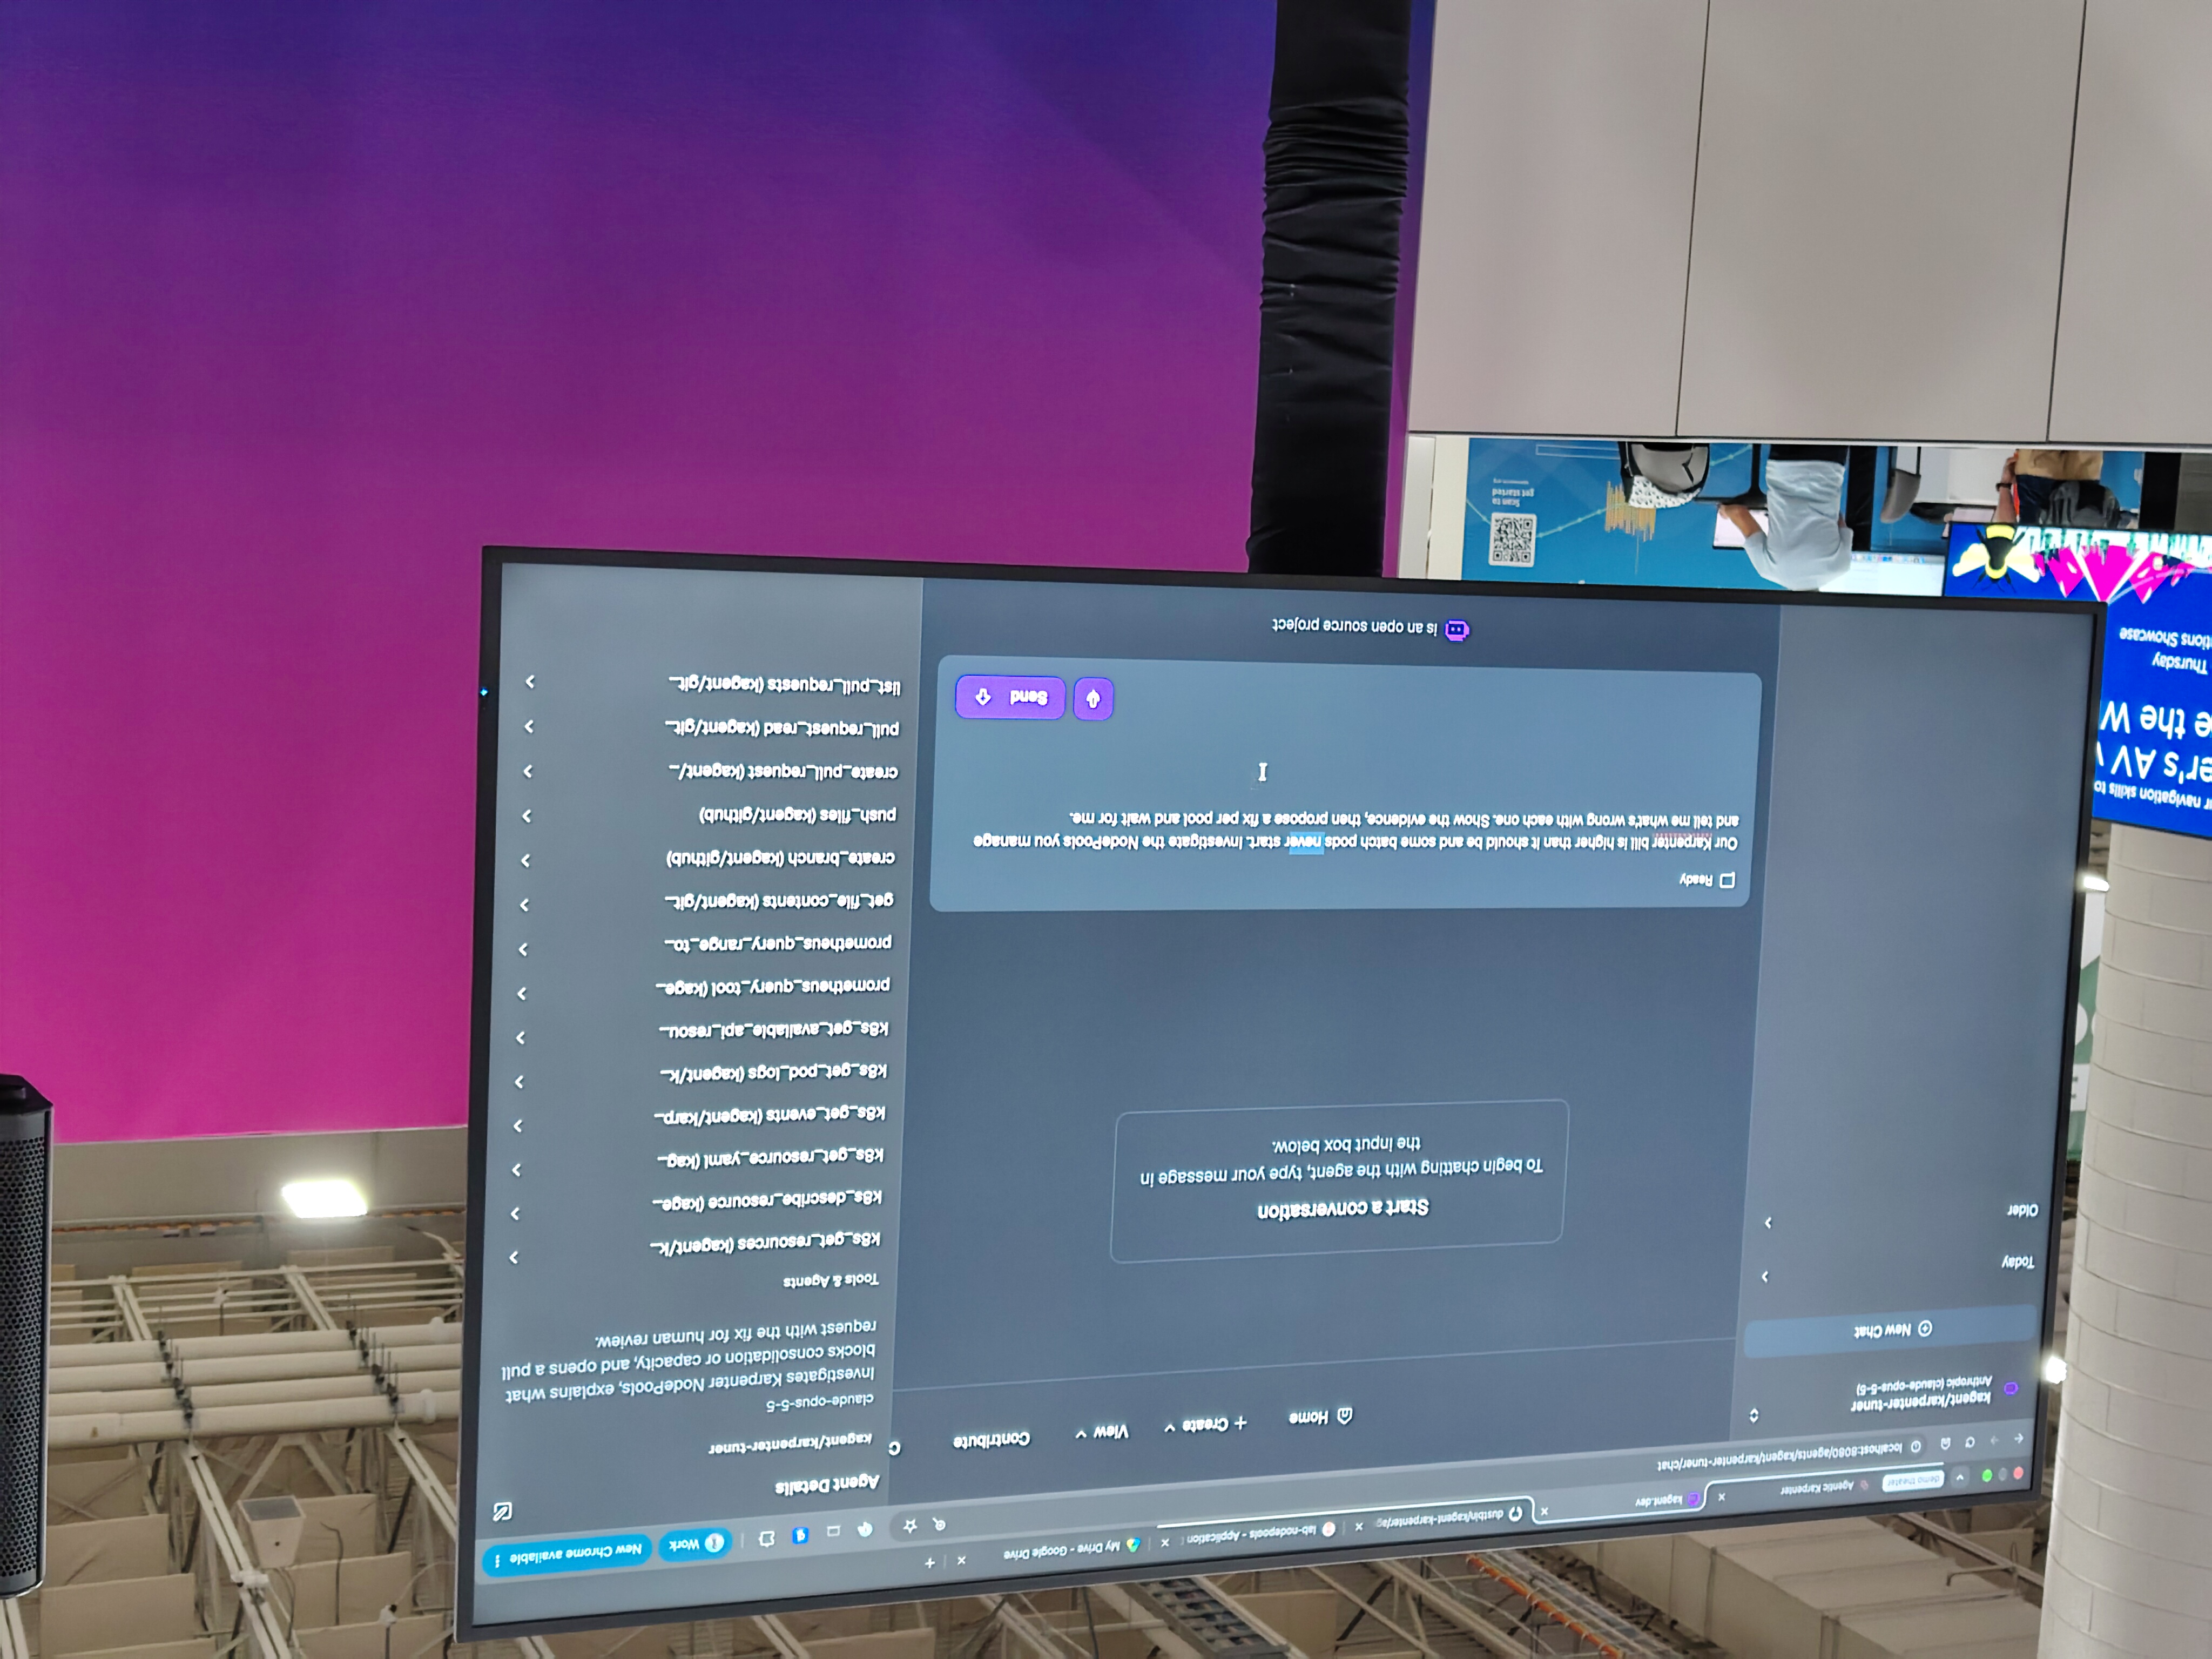 demo theater
Agentic Karpenter
kagent.dev
dustbin/kagent-karpenter/ag
lab-nodepools - Application
My Drive - Google Drive
localhost:8080/agents/kagent/karpenter-tuner/chat
Work
New Chrome available
kagent/karpenter-tuner
Anthropic (claude-opus-5-5)
New Chat
Today
Older
Home
+ Create
View
Contribute
C
Start a conversation
To begin chatting with the agent, type your message in
the input box below.
Ready
Our Karpenter bill is higher than it should be and some batch pods never start. Investigate the NodePools you manage
and tell me what's wrong with each one. Show the evidence, then propose a fix per pool and wait for me.
Send
is an open source project
Agent Details
kagent/karpenter-tuner
claude-opus-5-5
Investigates Karpenter NodePools, explains what
blocks consolidation or capacity, and opens a pull
request with the fix for human review.
Tools & Agents
k8s_get_resources (kagent/k...
k8s_describe_resource (kage...
k8s_get_resource_yaml (kag...
k8s_get_events (kagent/karp...
k8s_get_pod_logs (kagent/k...
k8s_get_available_api_resou...
prometheus_query_tool (kage...
prometheus_query_range_to...
get_file_contents (kagent/git...
create_branch (kagent/github)
push_files (kagent/github)
create_pull_request (kagent/...
pull_request_read (kagent/git...
list_pull_requests (kagent/git...
r navigation skills to
er's AV
e the W
Thursday
tions Showcase
Scan to
get started